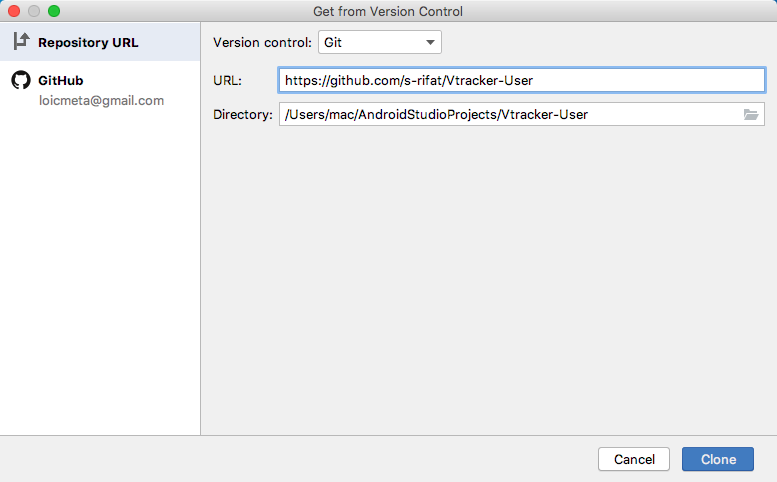 Get from Version Control
Repository URL
GitHub
loicmeta@gmail.com
Version control: Git
URL: https://github.com/s-rifat/Vtracker-User
Directory: /Users/mac/AndroidStudioProjects/Vtracker-User
Cancel Clone